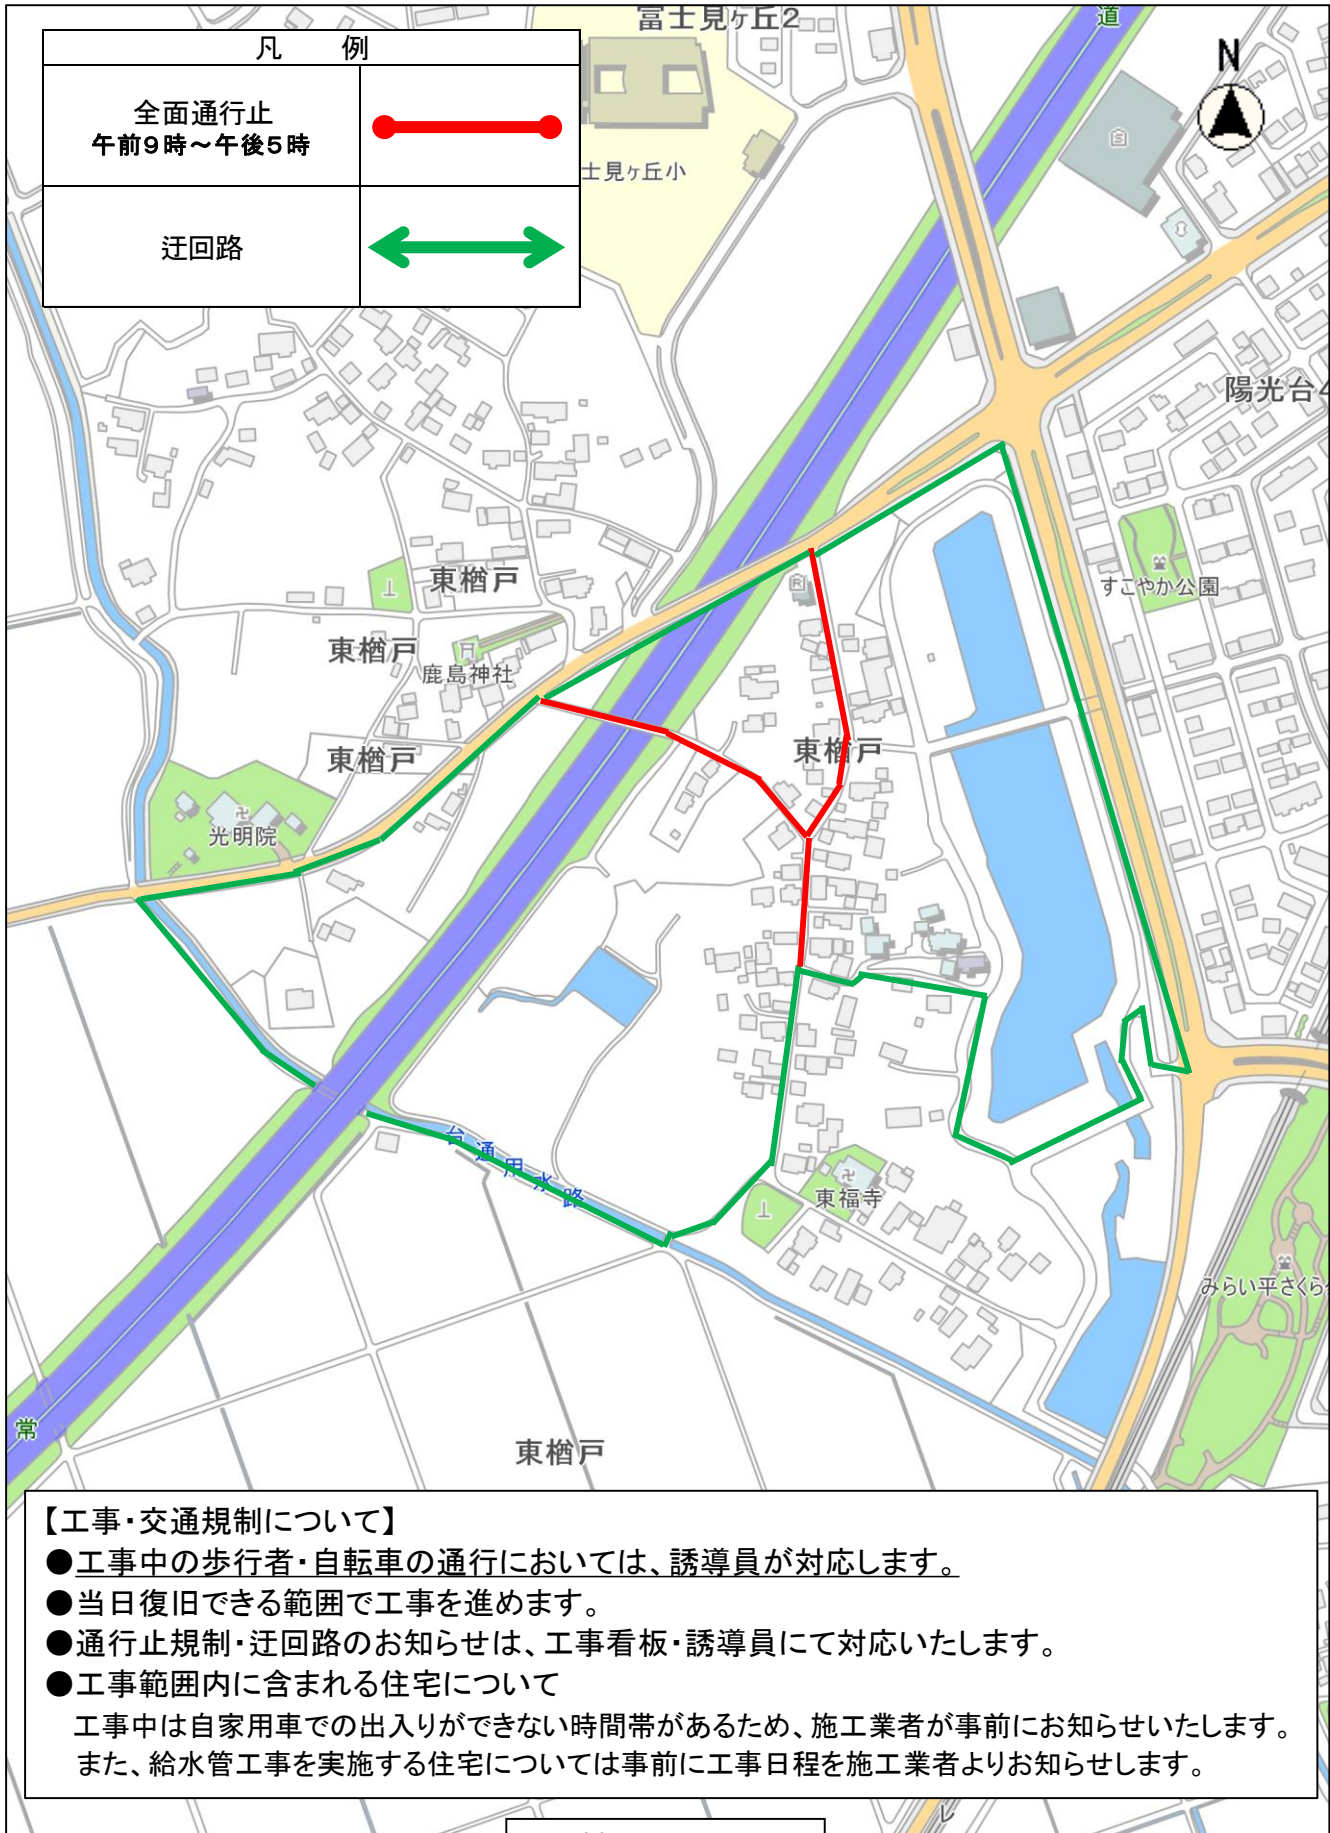 富士見ヶ丘2
道
N
凡　例
全面通行止
午前9時～午後5時
迂回路
士見ヶ丘小
陽光台4
すこやか公園
東楢戸
東楢戸
鹿島神社
東楢戸
東楢戸
光明院
台通用水路
東福寺
みらい平さくら
常
東楢戸
【工事・交通規制について】
●工事中の歩行者・自転車の通行においては、誘導員が対応します。
●当日復旧できる範囲で工事を進めます。
●通行止規制・迂回路のお知らせは、工事看板・誘導員にて対応いたします。
●工事範囲内に含まれる住宅について
工事中は自家用車での出入りができない時間帯があるため、施工業者が事前にお知らせいたします。
また、給水管工事を実施する住宅については事前に工事日程を施工業者よりお知らせします。
レ